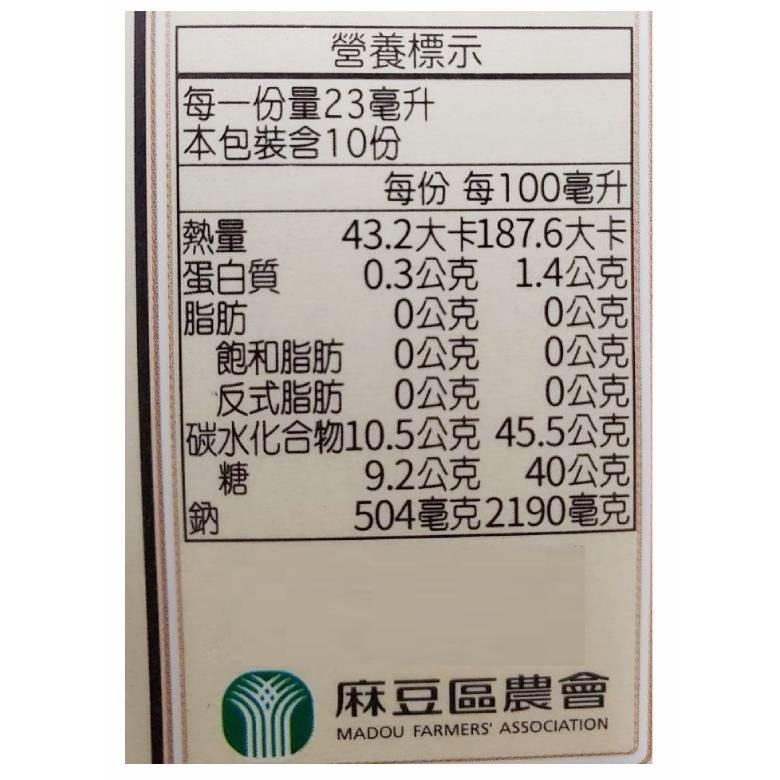 營養標示
每一份量23毫升
本包裝含10份
每份 每100毫升
熱量 43.2大卡187.6大卡
蛋白質 0.3公克 1.4公克
脂肪 0公克 0公克
飽和脂肪 0公克 0公克
反式脂肪 0公克 0公克
碳水化合物10.5公克 45.5公克
糖 9.2公克 40公克
鈉 504毫克2190毫克
麻豆區農會
MADOU FARMERS' ASSOCIATION